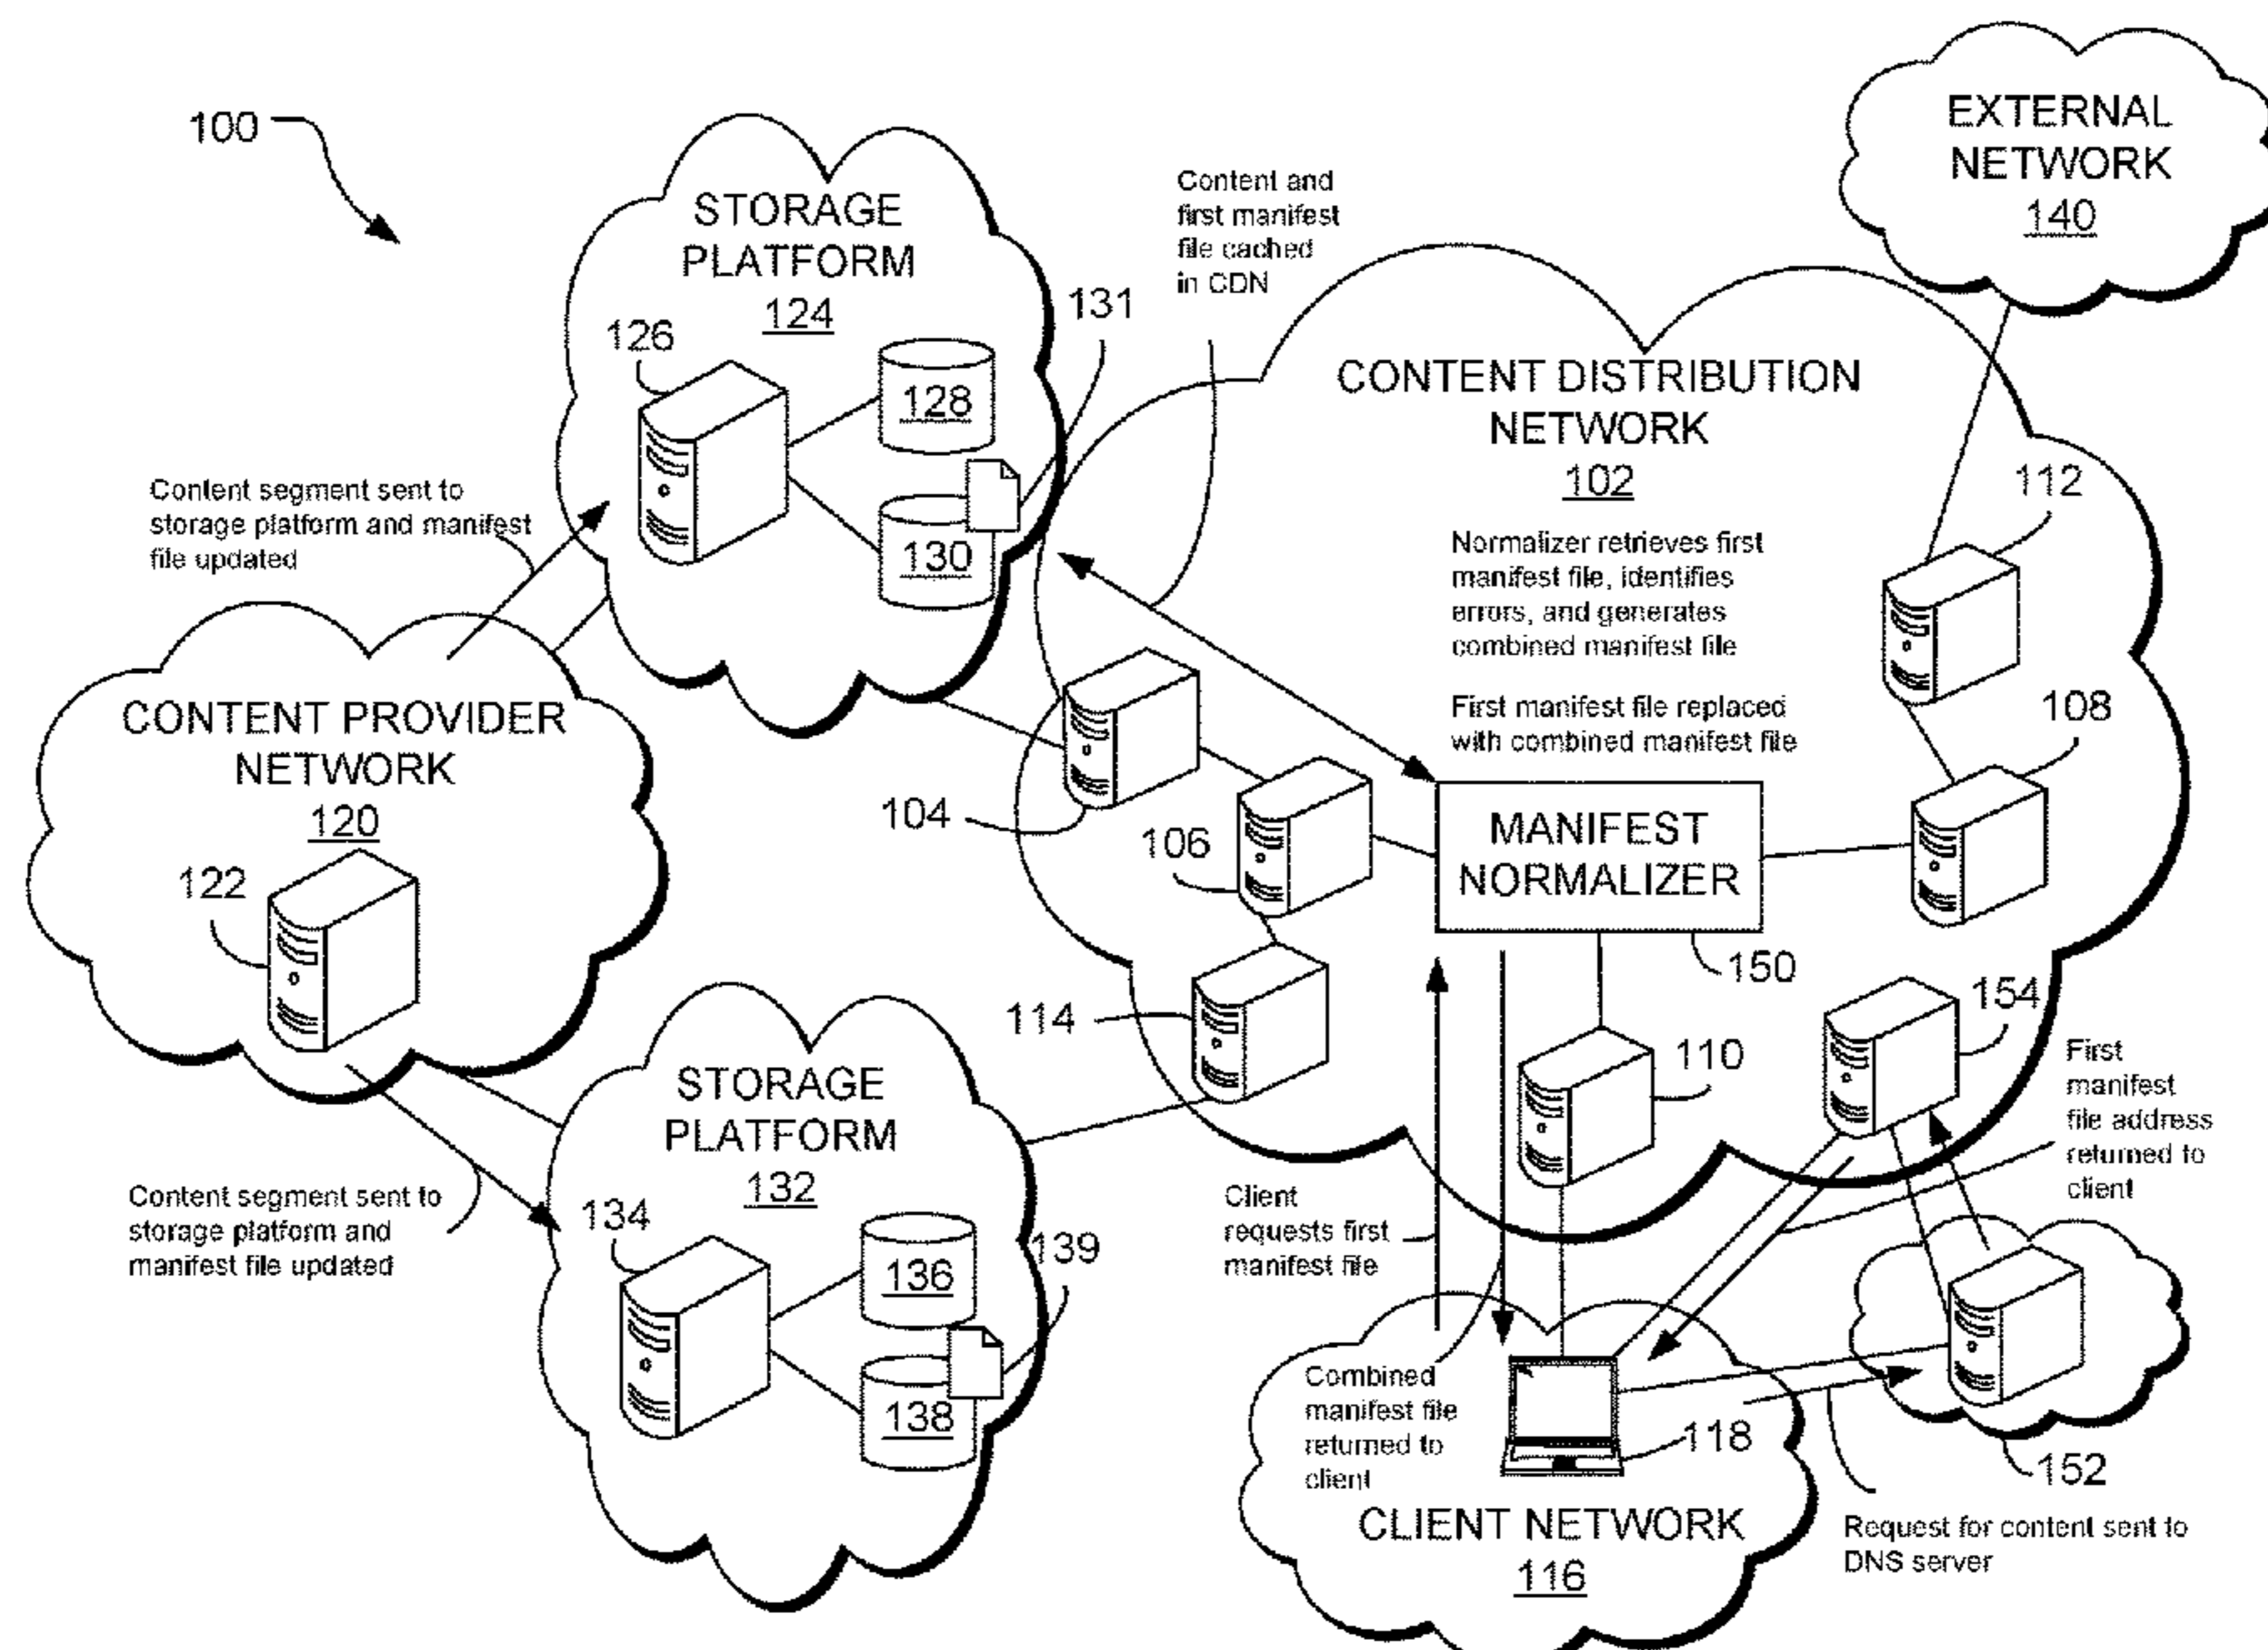 100
STORAGE
PLATFORM
124
126
128
130
131
Content and
first manifest
file cached
in CDN
EXTERNAL
NETWORK
140
CONTENT DISTRIBUTION
NETWORK
102
Normalizer retrieves first
manifest file, identifies
errors, and generates
combined manifest file
First manifest file replaced
with combined manifest file
112
108
Content segment sent to
storage platform and manifest
file updated
CONTENT PROVIDER
NETWORK
120
122
104
106
114
MANIFEST
NORMALIZER
150
154
110
First
manifest
file address
returned to
client
Content segment sent to
storage platform and
manifest file updated
STORAGE
PLATFORM
132
134
136
138
139
Client
requests first
manifest file
Combined
manifest file
returned to
client
118
CLIENT NETWORK
116
152
Request for content sent to
DNS server